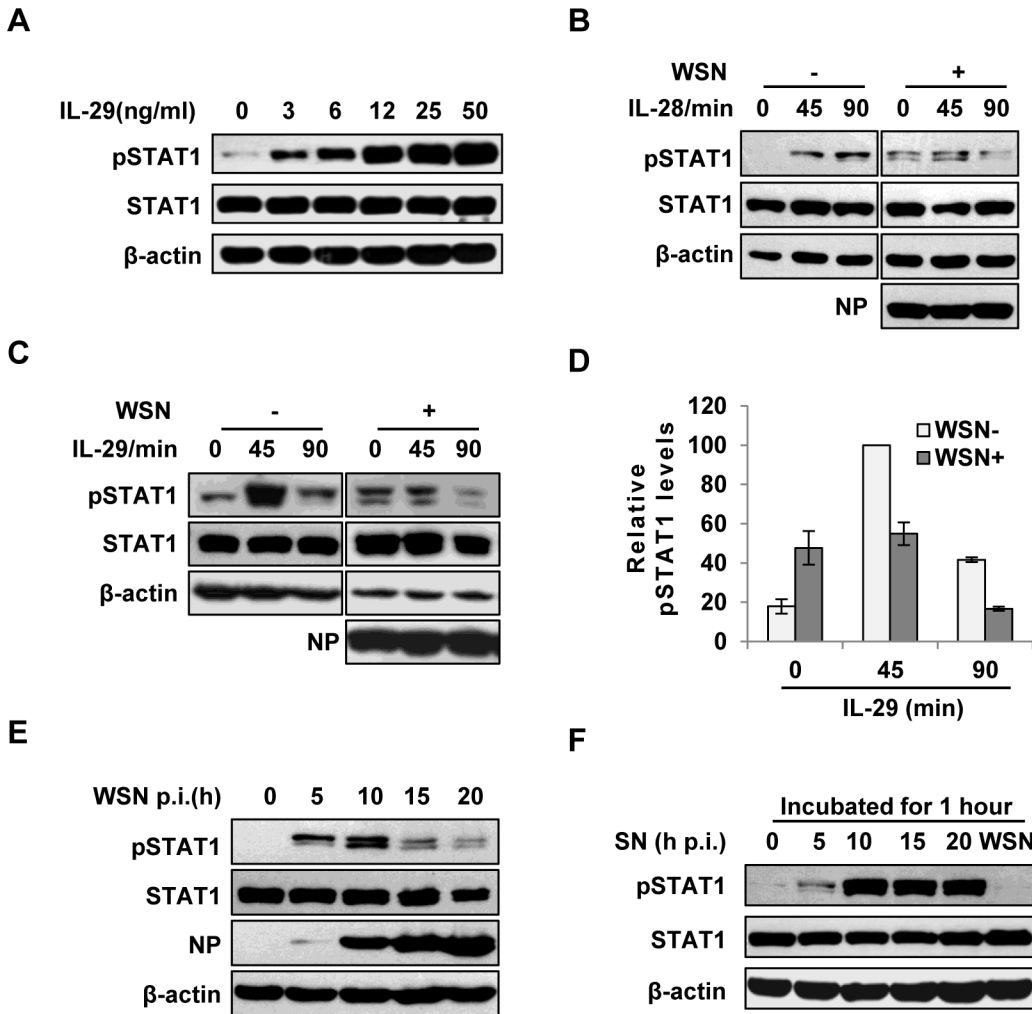 A
IL-29(ng/ml) 0 3 6 12 25 50
pSTAT1
STAT1
β-actin
B
WSN - +
IL-28/min 0 45 90 0 45 90
pSTAT1
STAT1
β-actin
NP
C
WSN - +
IL-29/min 0 45 90 0 45 90
pSTAT1
STAT1
β-actin
NP
D
Relative
pSTAT1 levels
120
100
80
60
40
20
0
WSN-
WSN+
0 45 90
IL-29 (min)
E
WSN p.i.(h) 0 5 10 15 20
pSTAT1
STAT1
NP
β-actin
F
Incubated for 1 hour
SN (h p.i.) 0 5 10 15 20 WSN
pSTAT1
STAT1
β-actin